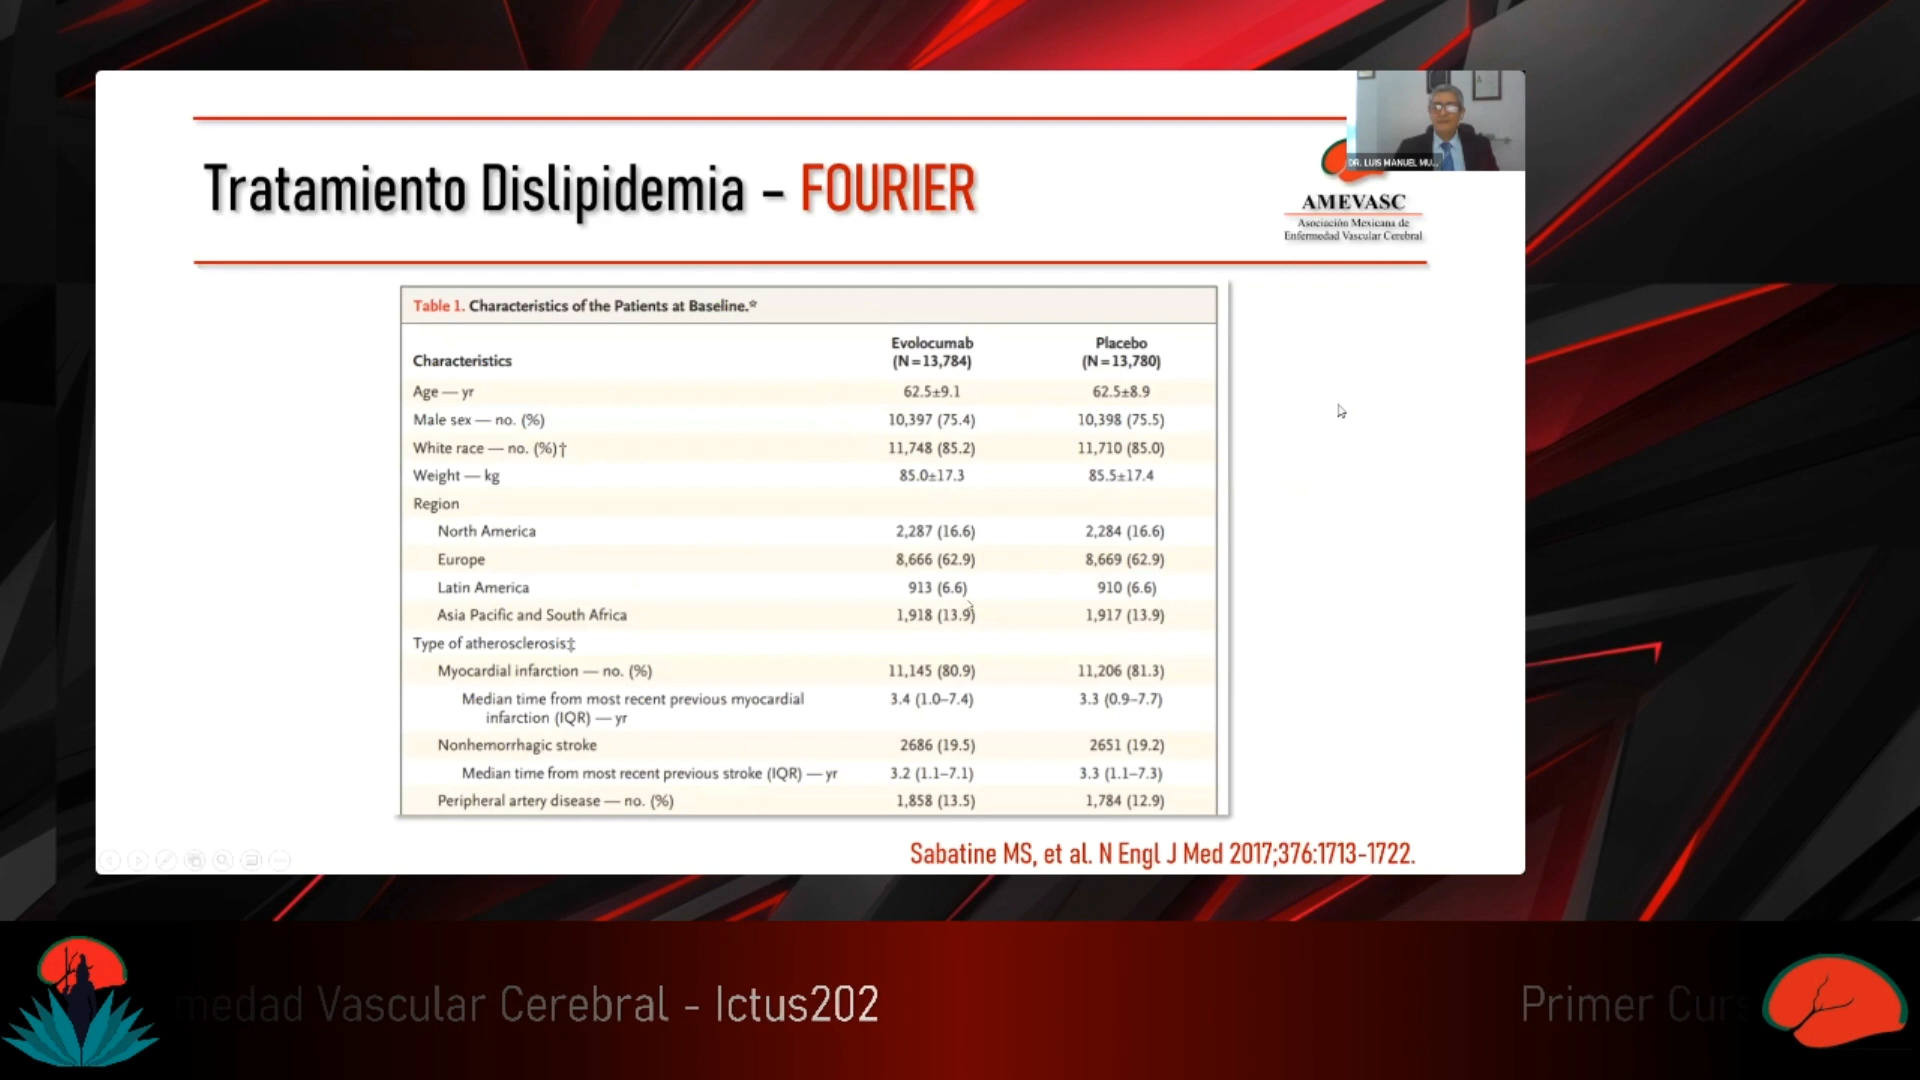 DR. LUIS MANUEL MU...
Tratamiento Dislipidemia – FOURIER
AMEVASC
Asociación Mexicana de
Enfermedad Vascular Cerebral
Table 1. Characteristics of the Patients at Baseline.*
Characteristics Evolocumab (N=13,784) Placebo (N=13,780)
Age — yr 62.5±9.1 62.5±8.9
Male sex — no. (%) 10,397 (75.4) 10,398 (75.5)
White race — no. (%)† 11,748 (85.2) 11,710 (85.0)
Weight — kg 85.0±17.3 85.5±17.4
Region
North America 2,287 (16.6) 2,284 (16.6)
Europe 8,666 (62.9) 8,669 (62.9)
Latin America 913 (6.6) 910 (6.6)
Asia Pacific and South Africa 1,918 (13.9) 1,917 (13.9)
Type of atherosclerosis‡
Myocardial infarction — no. (%) 11,145 (80.9) 11,206 (81.3)
Median time from most recent previous myocardial
infarction (IQR) — yr 3.4 (1.0–7.4) 3.3 (0.9–7.7)
Nonhemorrhagic stroke 2686 (19.5) 2651 (19.2)
Median time from most recent previous stroke (IQR) — yr 3.2 (1.1–7.1) 3.3 (1.1–7.3)
Peripheral artery disease — no. (%) 1,858 (13.5) 1,784 (12.9)
Sabatine MS, et al. N Engl J Med 2017;376:1713-1722.
medad Vascular Cerebral - Ictus202
Primer Curs